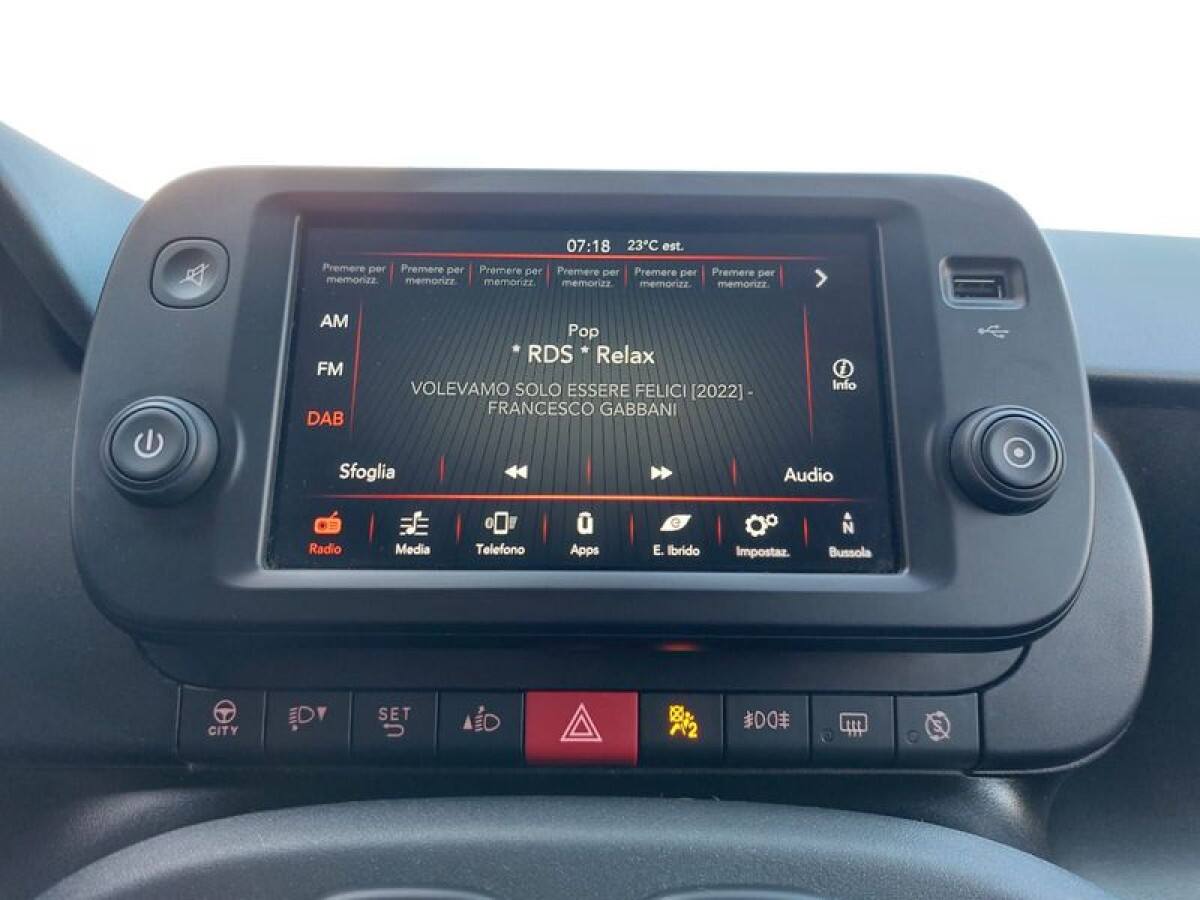 07:18 23°C est.
Premere per Premere per Premere per Premere per Premere per Premere per
memorizz. memorizz. memorizz. memorizz. memorizz. memorizz.
AM
Pop
* RDS * Relax
FM
Info
VOLEVAMO SOLO ESSERE FELICI [2022] -
FRANCESCO GABBANI
DAB
Sfoglia Audio
N
Radio Media Telefono Apps E. Ibrido Impostaz. Bussola
SET
CITY
2